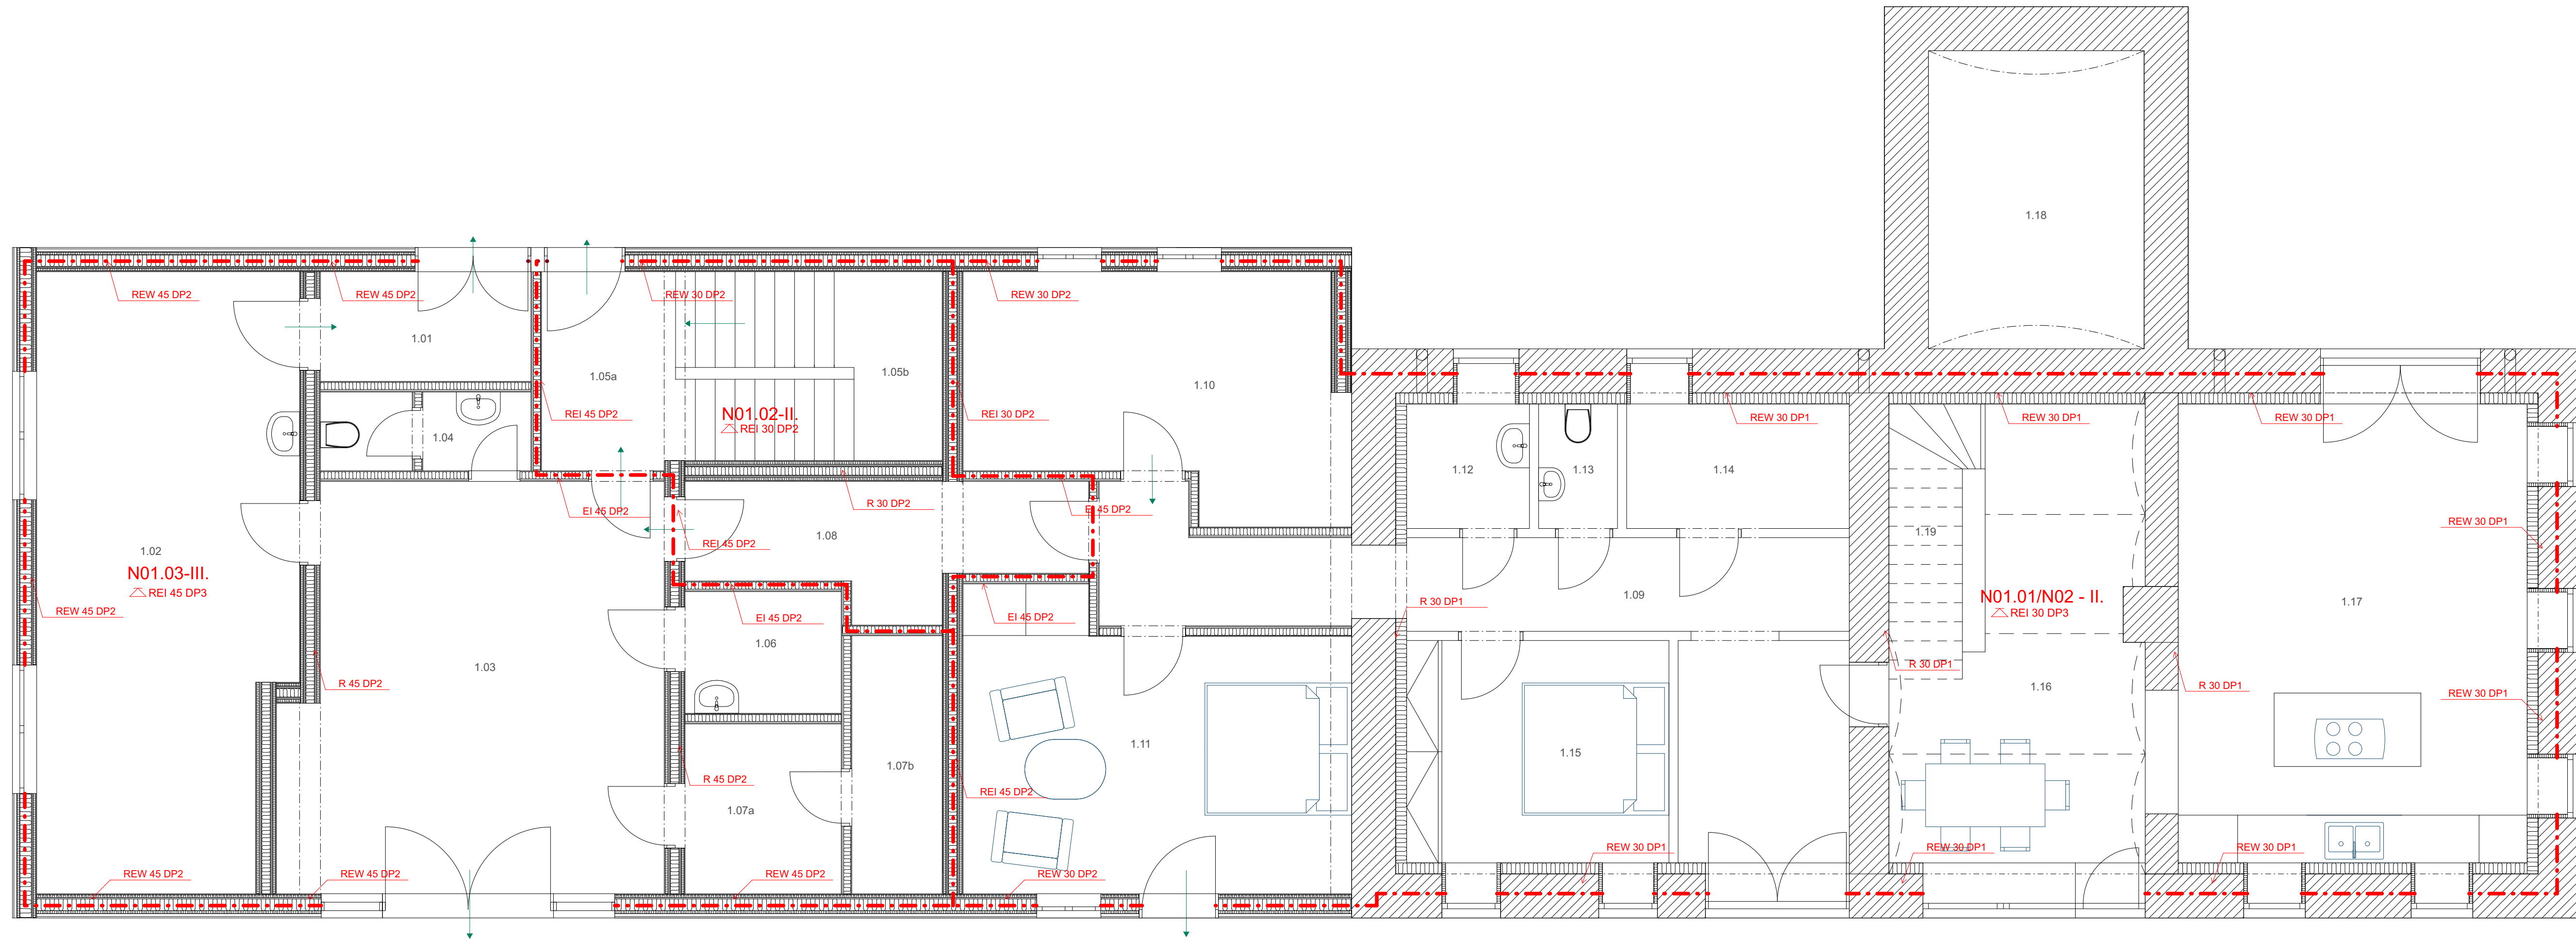 1.18
REW 45 DP2
REW 45 DP2
REW 30 DP2
REW 30 DP2
1.01
1.05a
1.05b
1.10
REI 45 DP2
N01.02-II.
REI 30 DP2
REI 30 DP2
REW 30 DP1
REW 30 DP1
REW 30 DP1
1.04
1.12
1.13
1.14
R 30 DP2
EI 45 DP2
EI 45 DP2
REW 30 DP1
1.19
1.08
REI 45 DP2
1.02
N01.03-III.
REI 45 DP3
REW 45 DP2
EI 45 DP2
EI 45 DP2
R 30 DP1
1.09
N01.01/N02 - II.
REI 30 DP3
1.17
1.06
1.03
R 45 DP2
R 30 DP1
1.16
R 30 DP1
REW 30 DP1
1.11
1.15
1.07b
R 45 DP2
REI 45 DP2
1.07a
REW 30 DP1
REW 30 DP1
REW 30 DP1
REW 45 DP2
REW 45 DP2
REW 45 DP2
REW 30 DP2